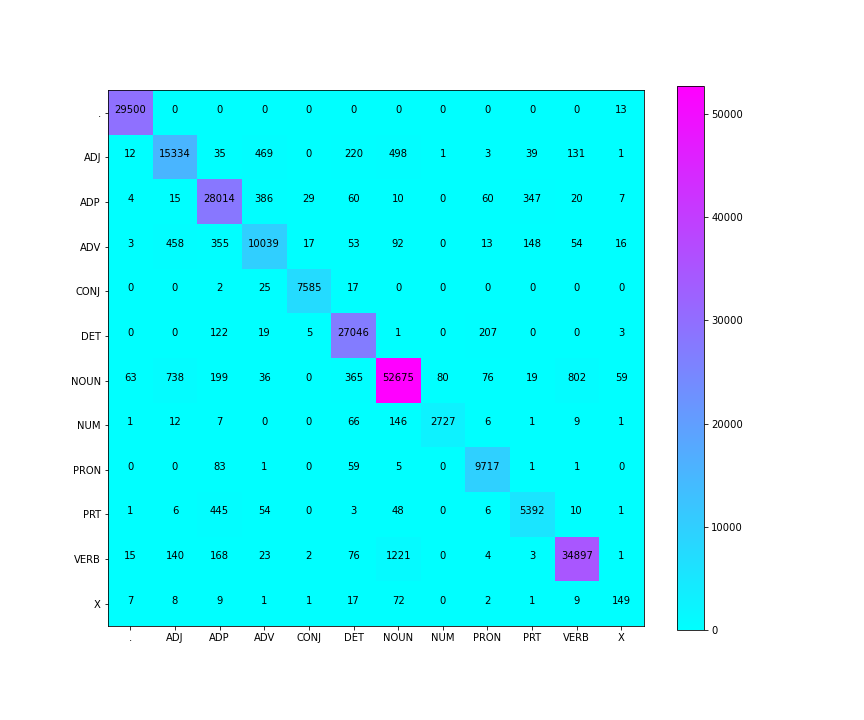 . 29500 0 0 0 0 0 0 0 0 0 0 13
ADJ 12 15334 35 469 0 220 498 1 3 39 131 1
ADP 4 15 28014 386 29 60 10 0 60 347 20 7
ADV 3 458 355 10039 17 53 92 0 13 148 54 16
CONJ 0 0 2 25 7585 17 0 0 0 0 0 0
DET 0 0 122 19 5 27046 1 0 207 0 0 3
NOUN 63 738 199 36 0 365 52675 80 76 19 802 59
NUM 1 12 7 0 0 66 146 2727 6 1 9 1
PRON 0 0 83 1 0 59 5 0 9717 1 1 0
PRT 1 6 445 54 0 3 48 0 6 5392 10 1
VERB 15 140 168 23 2 76 1221 0 4 3 34897 1
X 7 8 9 1 1 17 72 0 2 1 9 149
. ADJ ADP ADV CONJ DET NOUN NUM PRON PRT VERB X
50000
40000
30000
20000
10000
0